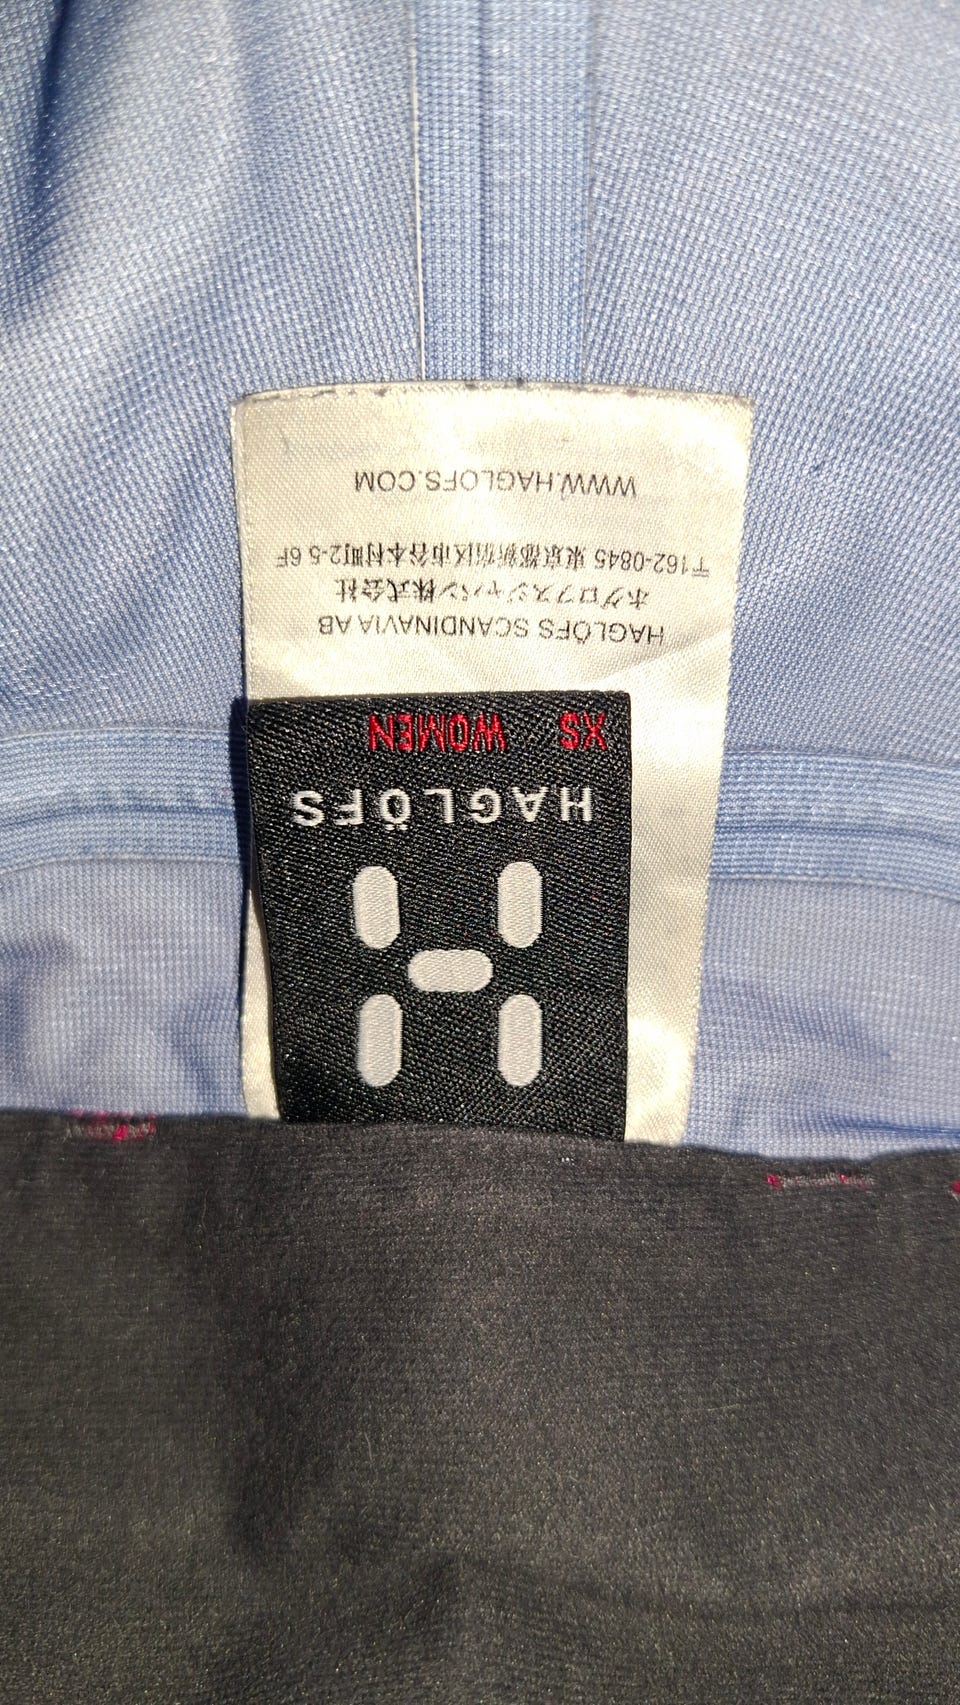 HAGLÖFS
XS WOMEN
HAGLÖFS SCANDINAVIA AB
ホグロフスジャパン株式会社
〒162-0845 東京都新宿区市谷本村町2-5 6F
WWW.HAGLOFS.COM